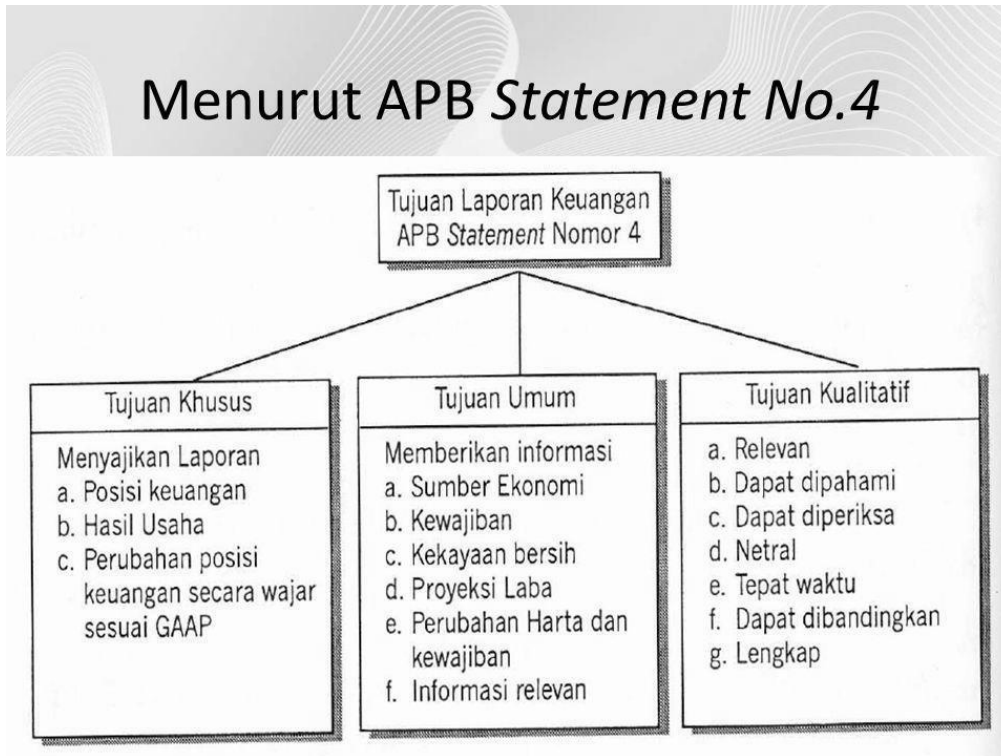 Menurut APB Statement No.4
Tujuan Laporan Keuangan
APB Statement Nomor 4
Tujuan Khusus
Menyajikan Laporan
a. Posisi keuangan
b. Hasil Usaha
c. Perubahan posisi
keuangan secara wajar
sesuai GAAP
Tujuan Umum
Memberikan informasi
a. Sumber Ekonomi
b. Kewajiban
c. Kekayaan bersih
d. Proyeksi Laba
e. Perubahan Harta dan
kewajiban
f. Informasi relevan
Tujuan Kualitatif
a. Relevan
b. Dapat dipahami
c. Dapat diperiksa
d. Netral
e. Tepat waktu
f. Dapat dibandingkan
g. Lengkap